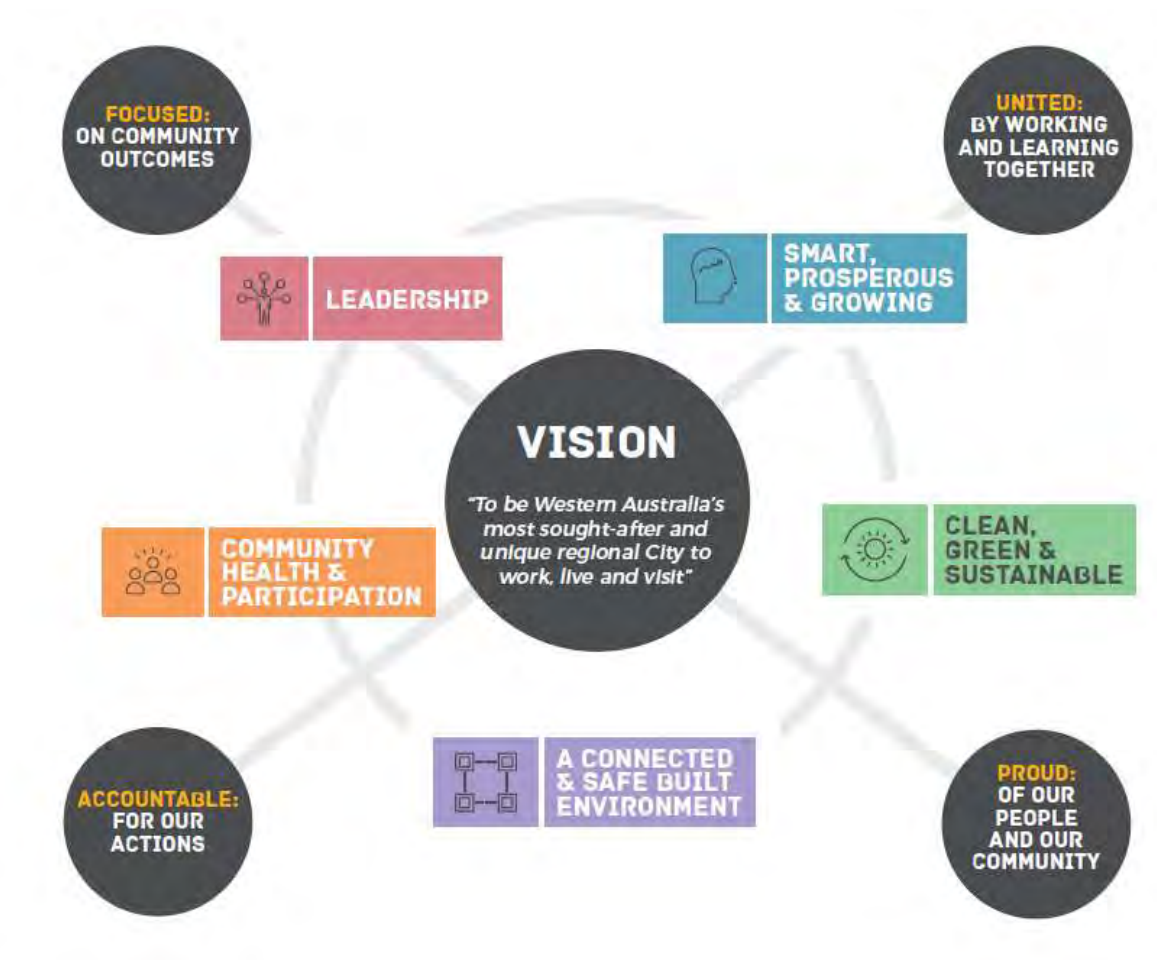 FOCUSED:
ON COMMUNITY
OUTCOMES
UNITED:
BY WORKING
AND LEARNING
TOGETHER
LEADERSHIP
SMART,
PROSPEROUS
& GROWING
VISION
"To be Western Australia's
most sought-after and
unique regional City to
work, live and visit"
COMMUNITY
HEALTH &
PARTICIPATION
CLEAN,
GREEN &
SUSTAINABLE
A CONNECTED
& SAFE BUILT
ENVIRONMENT
ACCOUNTABLE:
FOR OUR
ACTIONS
PROUD:
OF OUR
PEOPLE
AND OUR
COMMUNITY